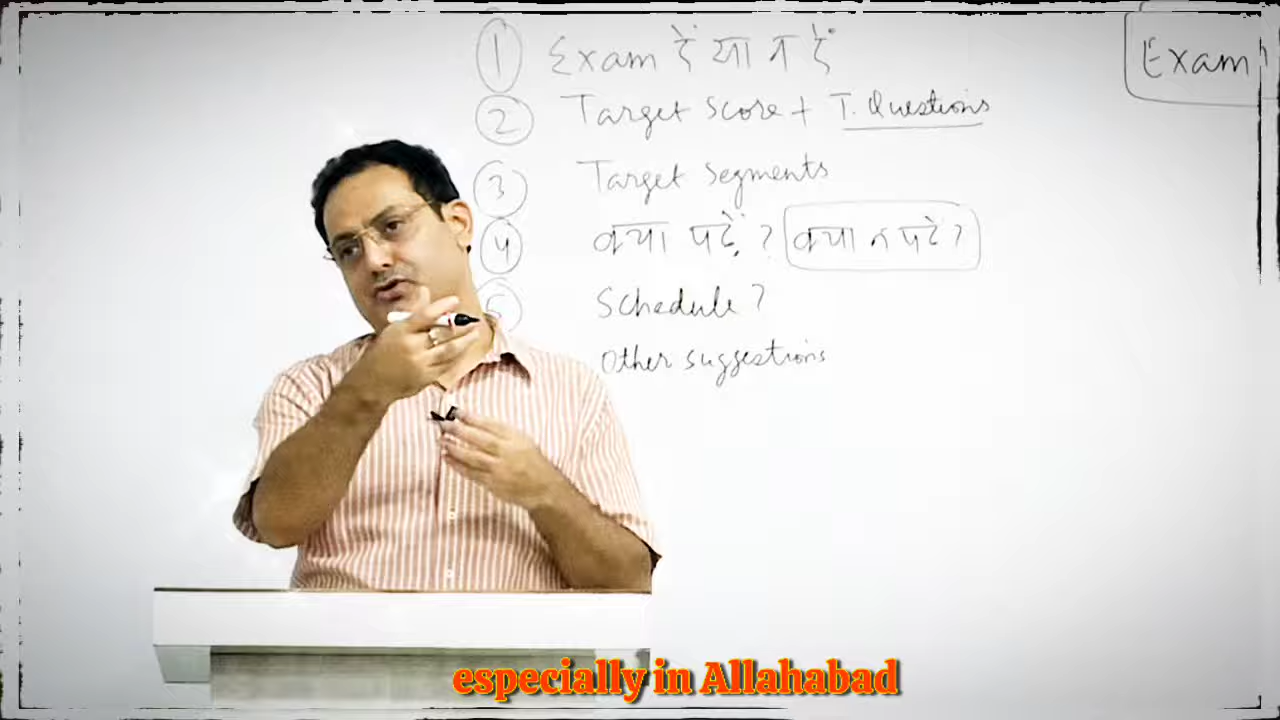 ① Exam दें या न दें
Exam
② Target Score + T. Questions
③ Target Segments
④ क्या पढ़ें ? क्या न पढें ?
⑤ Schedule ?
Other suggestions
especially in Allahabad